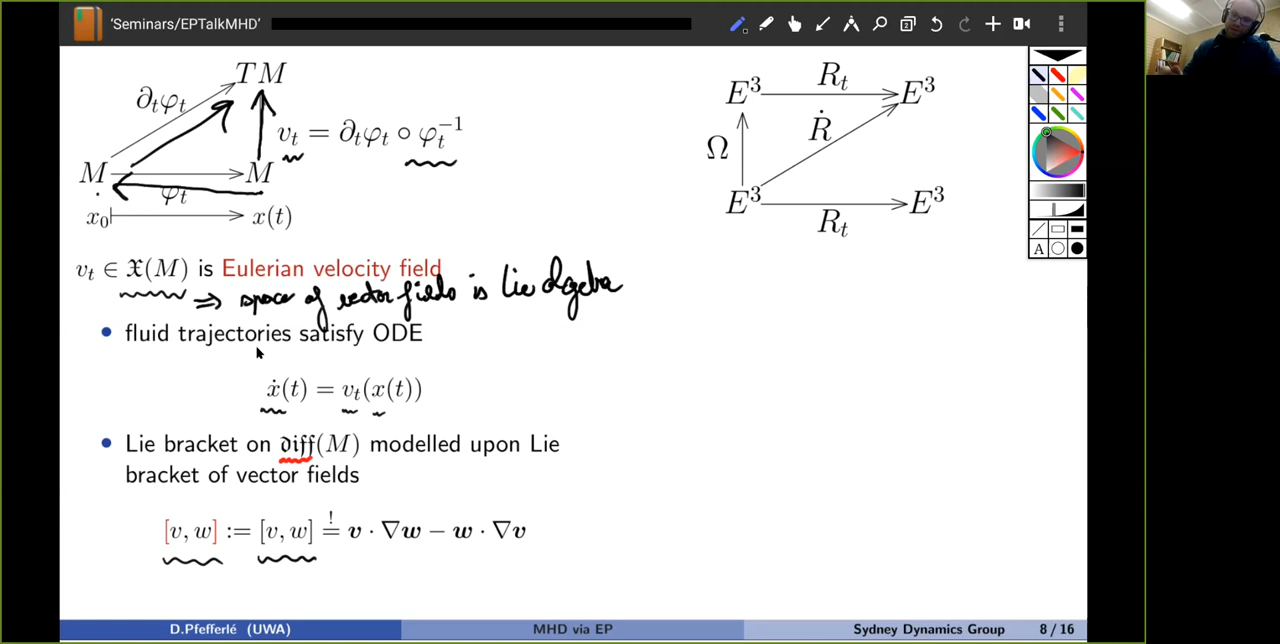 'Seminars/EPTalkMHD'
TM
∂ₜφₜ
vₜ = ∂ₜφₜ ∘ φₜ⁻¹
M M
φₜ
x₀ x(t)
E³ Rₜ E³
Ω Ṙ
E³ Rₜ E³
vₜ ∈ 𝔛(M) is Eulerian velocity field
⇒ space of vector fields is Lie algebra
• fluid trajectories satisfy ODE
ẋ(t) = vₜ(x(t))
• Lie bracket on 𝔡𝔦𝔣𝔣(M) modelled upon Lie
bracket of vector fields
[v, w] := [v, w] =! v · ∇w − w · ∇v
A
D.Pfefferlé (UWA) MHD via EP Sydney Dynamics Group 8 / 16